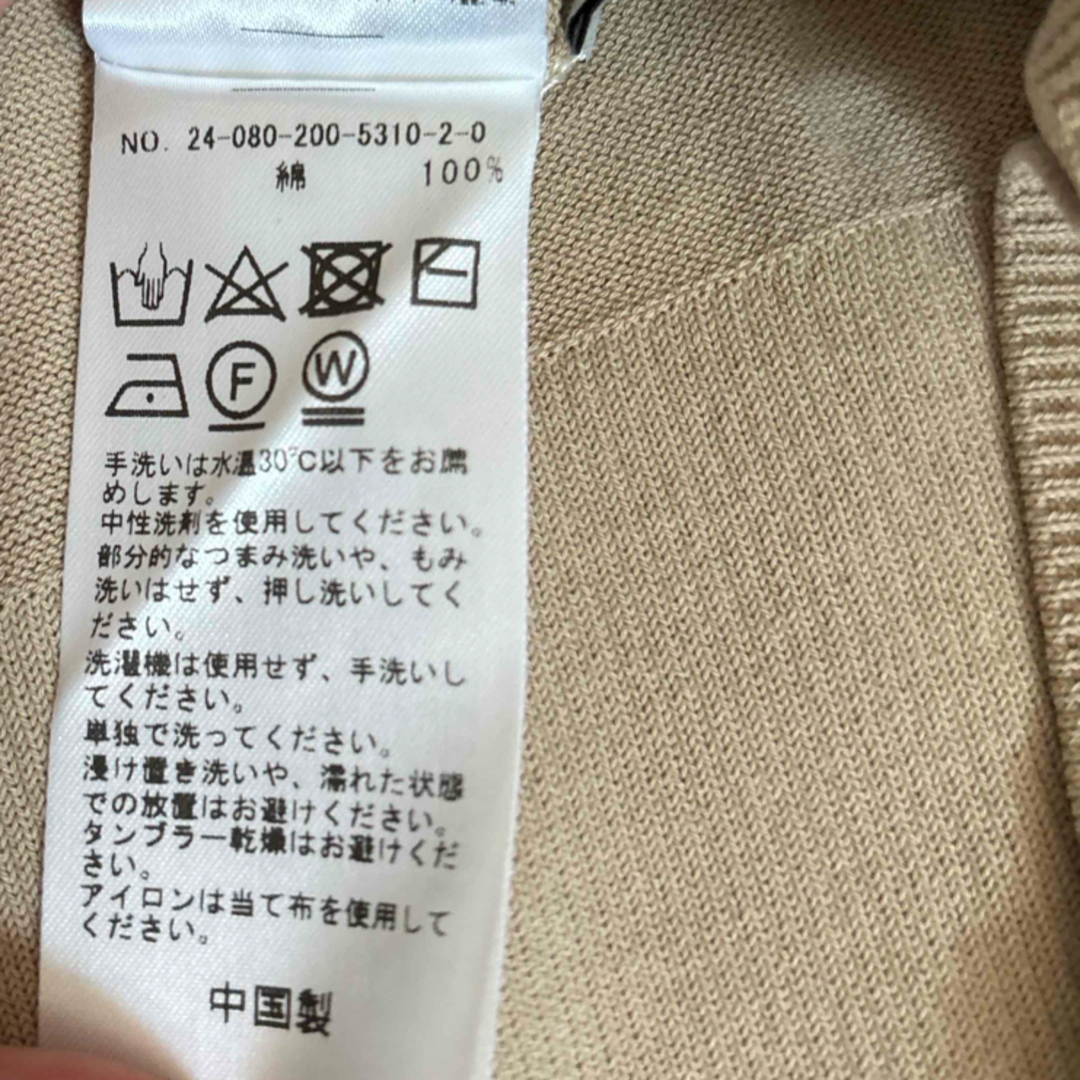 NO. 24-080-200-5310-2-0
綿 100%
F W
手洗いは水温30℃以下をお薦
めします。
中性洗剤を使用してください。
部分的なつまみ洗いや、もみ
洗いはせず、押し洗いしてく
ださい。
洗濯機は使用せず、手洗いし
てください。
単独で洗ってください。
浸け置き洗いや、濡れた状態
での放置はお避けください。
タンブラー乾燥はお避けくだ
さい。
アイロンは当て布を使用して
ください。
中国製